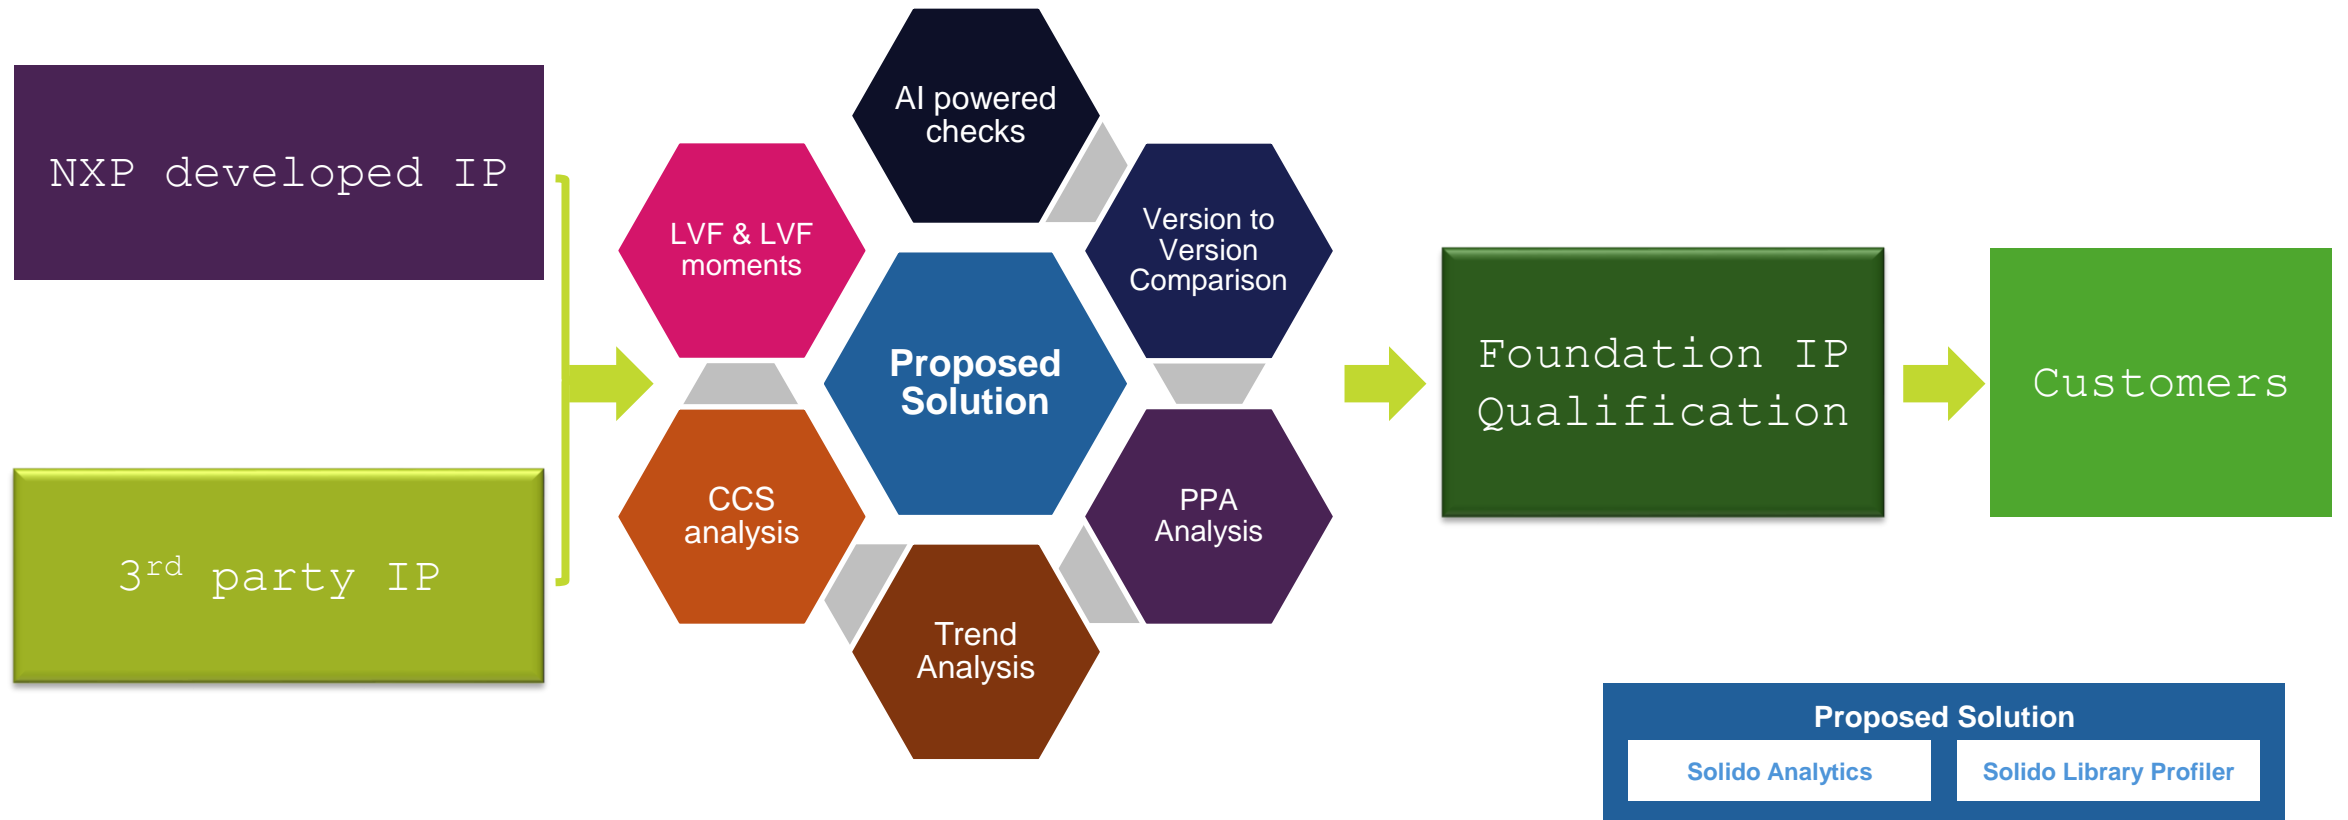 NXP developed IP
3rd party IP
AI powered
checks
LVF & LVF
moments
Version to
Version
Comparison
Proposed
Solution
CCS
analysis
PPA
Analysis
Trend
Analysis
Foundation IP
Qualification
Customers
Proposed Solution
Solido Analytics
Solido Library Profiler